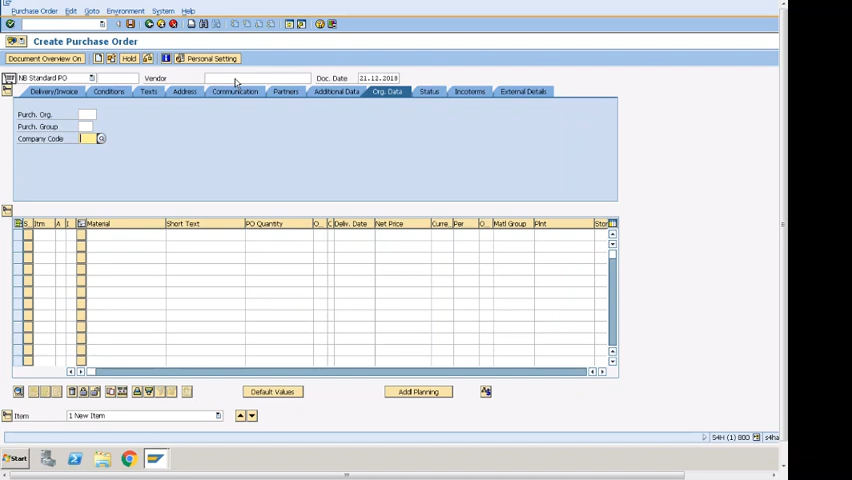 Purchase Order Edit Goto Environment System Help
Create Purchase Order
Document Overview On Hold Personal Setting
NB Standard PO Vendor Doc. Date 21.12.2018
Delivery/Invoice Conditions Texts Address Communication Partners Additional Data Org. Data Status Incoterms External Details
Purch. Org.
Purch. Group
Company Code
S.. Itm A I Material Short Text PO Quantity O... C Deliv. Date Net Price Curre... Per O... Matl Group Plnt Stor
Default Values Addl Planning
Item 1 New Item
S4H (1) 800 s4ha
Start